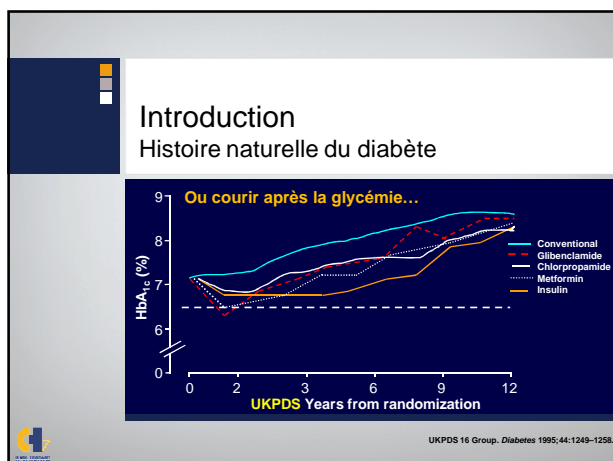 Introduction
Histoire naturelle du diabète
Ou courir après la glycémie…
HbA1c (%)
9
8
7
6
0
0 2 3 6 9 12
UKPDS Years from randomization
Conventional
Glibenclamide
Chlorpropamide
Metformin
Insulin
UKPDS 16 Group. Diabetes 1995;44:1249–1258.